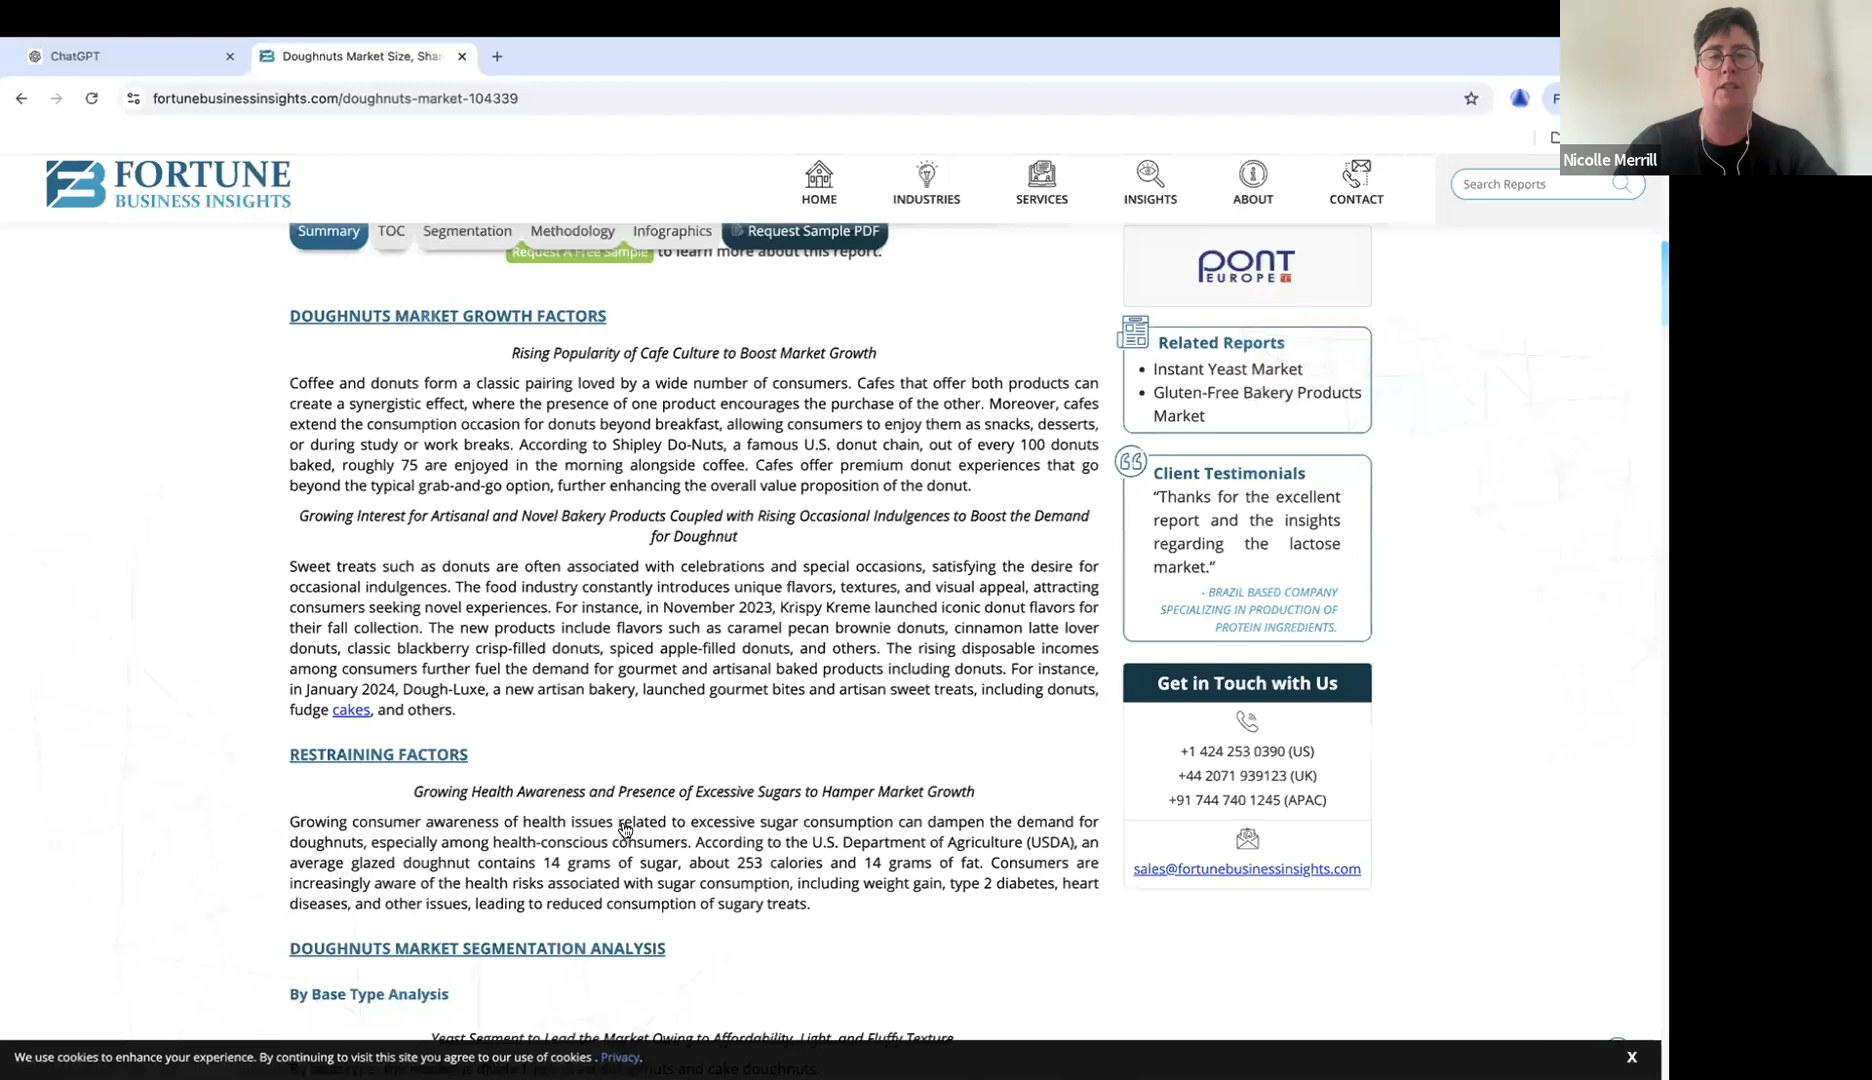 ChatGPT
Doughnuts Market Size, Shar
fortunebusinessinsights.com/doughnuts-market-104339
Nicolle Merrill
FORTUNE
BUSINESS INSIGHTS
HOME
INDUSTRIES
SERVICES
INSIGHTS
ABOUT
CONTACT
Search Reports
Summary
TOC
Segmentation
Methodology
Infographics
Request Sample PDF
Request A Free Sample to learn more about this report.
DOUGHNUTS MARKET GROWTH FACTORS
Rising Popularity of Cafe Culture to Boost Market Growth
Coffee and donuts form a classic pairing loved by a wide number of consumers. Cafes that offer both products can
create a synergistic effect, where the presence of one product encourages the purchase of the other. Moreover, cafes
extend the consumption occasion for donuts beyond breakfast, allowing consumers to enjoy them as snacks, desserts,
or during study or work breaks. According to Shipley Do-Nuts, a famous U.S. donut chain, out of every 100 donuts
baked, roughly 75 are enjoyed in the morning alongside coffee. Cafes offer premium donut experiences that go
beyond the typical grab-and-go option, further enhancing the overall value proposition of the donut.
Growing Interest for Artisanal and Novel Bakery Products Coupled with Rising Occasional Indulgences to Boost the Demand
for Doughnut
Sweet treats such as donuts are often associated with celebrations and special occasions, satisfying the desire for
occasional indulgences. The food industry constantly introduces unique flavors, textures, and visual appeal, attracting
consumers seeking novel experiences. For instance, in November 2023, Krispy Kreme launched iconic donut flavors for
their fall collection. The new products include flavors such as caramel pecan brownie donuts, cinnamon latte lover
donuts, classic blackberry crisp-filled donuts, spiced apple-filled donuts, and others. The rising disposable incomes
among consumers further fuel the demand for gourmet and artisanal baked products including donuts. For instance,
in January 2024, Dough-Luxe, a new artisan bakery, launched gourmet bites and artisan sweet treats, including donuts,
fudge cakes, and others.
RESTRAINING FACTORS
Growing Health Awareness and Presence of Excessive Sugars to Hamper Market Growth
Growing consumer awareness of health issues related to excessive sugar consumption can dampen the demand for
doughnuts, especially among health-conscious consumers. According to the U.S. Department of Agriculture (USDA), an
average glazed doughnut contains 14 grams of sugar, about 253 calories and 14 grams of fat. Consumers are
increasingly aware of the health risks associated with sugar consumption, including weight gain, type 2 diabetes, heart
diseases, and other issues, leading to reduced consumption of sugary treats.
DOUGHNUTS MARKET SEGMENTATION ANALYSIS
By Base Type Analysis
Yeast Segment to Lead the Market Owing to Affordability, Light, and Fluffy Texture
PONT
EUROPE
Related Reports
• Instant Yeast Market
• Gluten-Free Bakery Products
Market
Client Testimonials
“Thanks for the excellent
report and the insights
regarding the lactose
market.”
- BRAZIL BASED COMPANY
SPECIALIZING IN PRODUCTION OF
PROTEIN INGREDIENTS.
Get in Touch with Us
+1 424 253 0390 (US)
+44 2071 939123 (UK)
+91 744 740 1245 (APAC)
sales@fortunebusinessinsights.com
We use cookies to enhance your experience. By continuing to visit this site you agree to our use of cookies . Privacy.
X